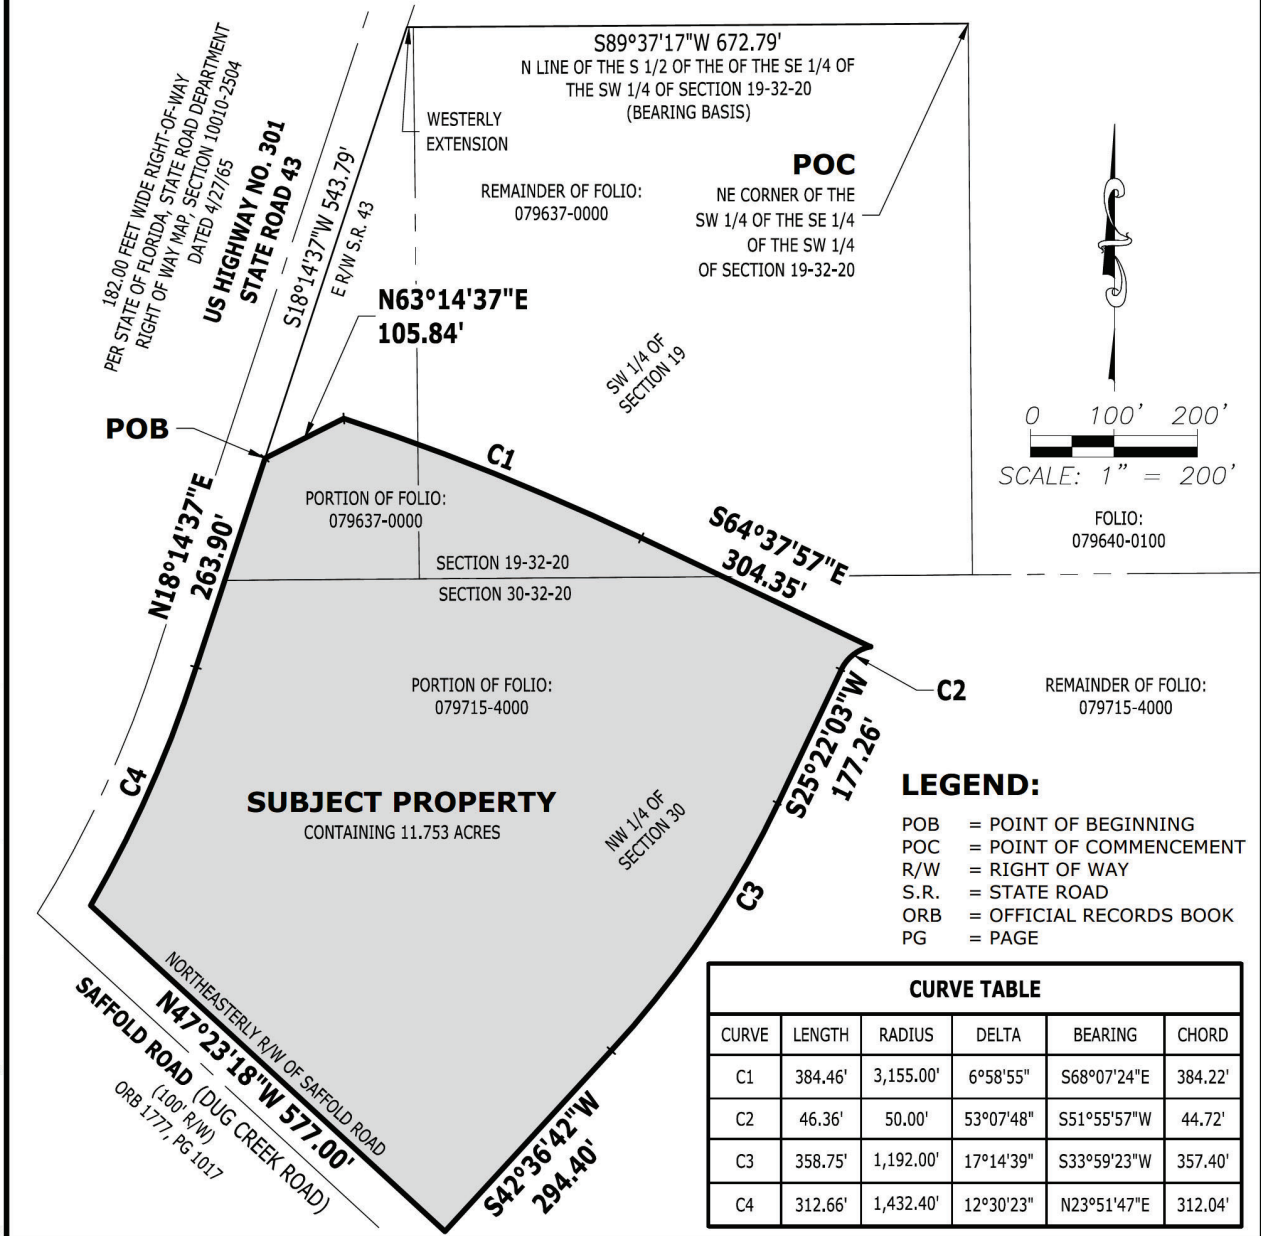 S89°37'17"W 672.79'
N LINE OF THE S 1/2 OF THE OF THE SE 1/4 OF
THE SW 1/4 OF SECTION 19-32-20
(BEARING BASIS)
182.00 FEET WIDE RIGHT-OF-WAY
PER STATE OF FLORIDA, STATE ROAD DEPARTMENT
RIGHT OF WAY MAP, SECTION 10010-2504
DATED 4/27/65
US HIGHWAY NO. 301
STATE ROAD 43
S18°14'37"W 543.79'
E R/W S.R. 43
WESTERLY
EXTENSION
REMAINDER OF FOLIO:
079637-0000
POC
NE CORNER OF THE
SW 1/4 OF THE SE 1/4
OF THE SW 1/4
OF SECTION 19-32-20
N63°14'37"E
105.84'
SW 1/4 OF
SECTION 19
0 100' 200'
SCALE: 1" = 200'
FOLIO:
079640-0100
POB
C1
PORTION OF FOLIO:
079637-0000
N18°14'37"E
263.90'
S64°37'57"E
304.35'
SECTION 19-32-20
SECTION 30-32-20
PORTION OF FOLIO:
079715-4000
C2
REMAINDER OF FOLIO:
079715-4000
S25°22'03"W
177.26'
C4
SUBJECT PROPERTY
CONTAINING 11.753 ACRES
NW 1/4 OF
SECTION 30
C3
LEGEND:
POB = POINT OF BEGINNING
POC = POINT OF COMMENCEMENT
R/W = RIGHT OF WAY
S.R. = STATE ROAD
ORB = OFFICIAL RECORDS BOOK
PG = PAGE
NORTHEASTERLY R/W OF SAFFOLD ROAD
N47°23'18"W 577.00'
SAFFOLD ROAD (DUG CREEK ROAD)
(100' R/W)
ORB 1777, PG 1017
S42°36'42"W
294.40'
CURVE TABLE
CURVE LENGTH RADIUS DELTA BEARING CHORD
C1 384.46' 3,155.00' 6°58'55" S68°07'24"E 384.22'
C2 46.36' 50.00' 53°07'48" S51°55'57"W 44.72'
C3 358.75' 1,192.00' 17°14'39" S33°59'23"W 357.40'
C4 312.66' 1,432.40' 12°30'23" N23°51'47"E 312.04'